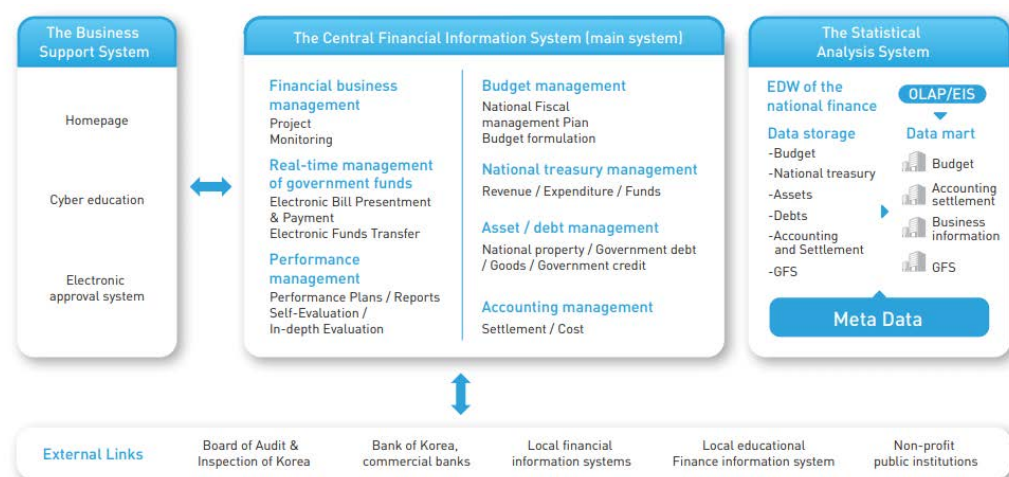 The Business
Support System
Homepage
Cyber education
Electronic
approval system
The Central Financial Information System (main system)
Financial business
management
Project
Monitoring
Real-time management
of government funds
Electronic Bill Presentment
& Payment
Electronic Funds Transfer
Performance
management
Performance Plans / Reports
Self-Evaluation /
In-depth Evaluation
Budget management
National Fiscal
management Pian
Budget formulation
National treasury management
Revenue / Expenditure / Funds
Asset / debt management
National property / Government debt
/ Goods / Government credit
Accounting management
Settlement / Cost
The Statistical
Analysis System
EDW of the
national finance
Data storage
-Budget
-National treasury
-Assets
-Debts
-Accounting
and Settlement
-GFS
OLAP/EIS
Data mart
Budget
Accounting
settlement
Business
information
GFS
Meta Data
External Links
Board of Audit &
Inspection of Korea
Bank of Korea,
commercial banks
Local financial
information systems
Local educational
Finance information system
Non-profit
public institutions